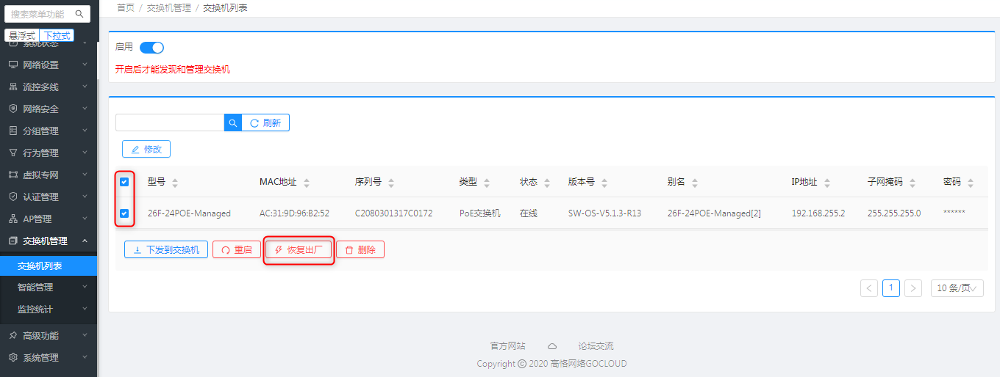 搜索菜单功能
首页 / 交换机管理 / 交换机列表
悬浮式 下拉式
系统状态
网络设置
流控多线
网络安全
分组管理
行为管理
虚拟专网
认证管理
AP管理
交换机管理
交换机列表
智能管理
监控统计
高级功能
系统管理
启用
开启后才能发现和管理交换机
刷新
修改
型号 MAC地址 序列号 类型 状态 版本号 别名 IP地址 子网掩码 密码
26F-24POE-Managed AC:31:9D:96:B2:52 C2080301317C0172 PoE交换机 在线 SW-OS-V5.1.3-R13 26F-24POE-Managed[2] 192.168.255.2 255.255.255.0 ******
下发到交换机 重启 恢复出厂 删除
< 1 > 10 条/页
官方网站 论坛交流
Copyright © 2020 高恪网络GOCLOUD